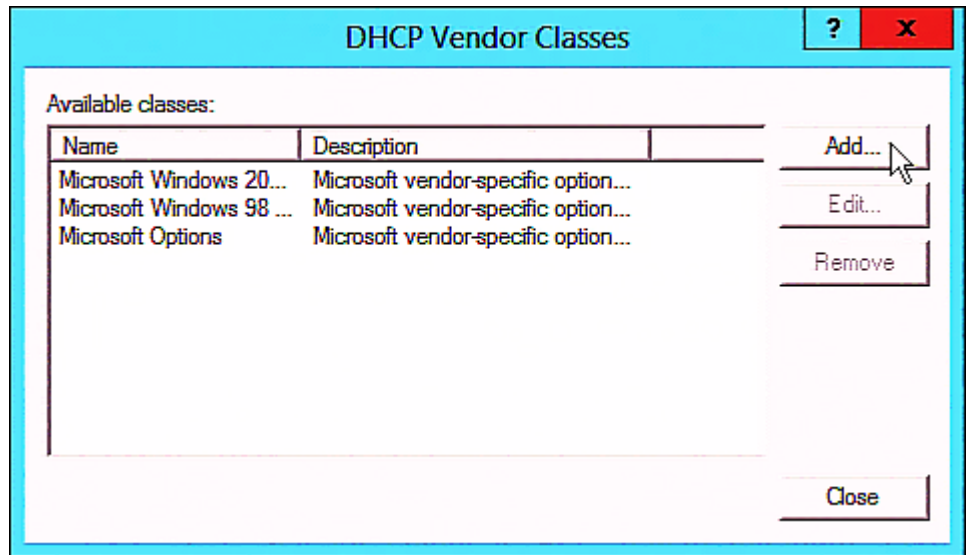 DHCP Vendor Classes
? x
Available classes:
Name Description
Add...
Microsoft Windows 20... Microsoft vendor-specific option...
Microsoft Windows 98 ... Microsoft vendor-specific option...
Edit...
Microsoft Options Microsoft vendor-specific option...
Remove
Close